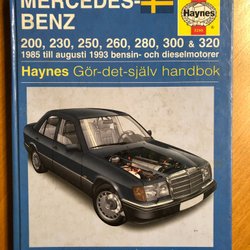 MERCEDES-
BENZ
Haynes
200, 230, 250, 260, 280, 300 & 320
1985 till augusti 1993 bensin- och dieselmotorer
Haynes Gör-det-själv handbok